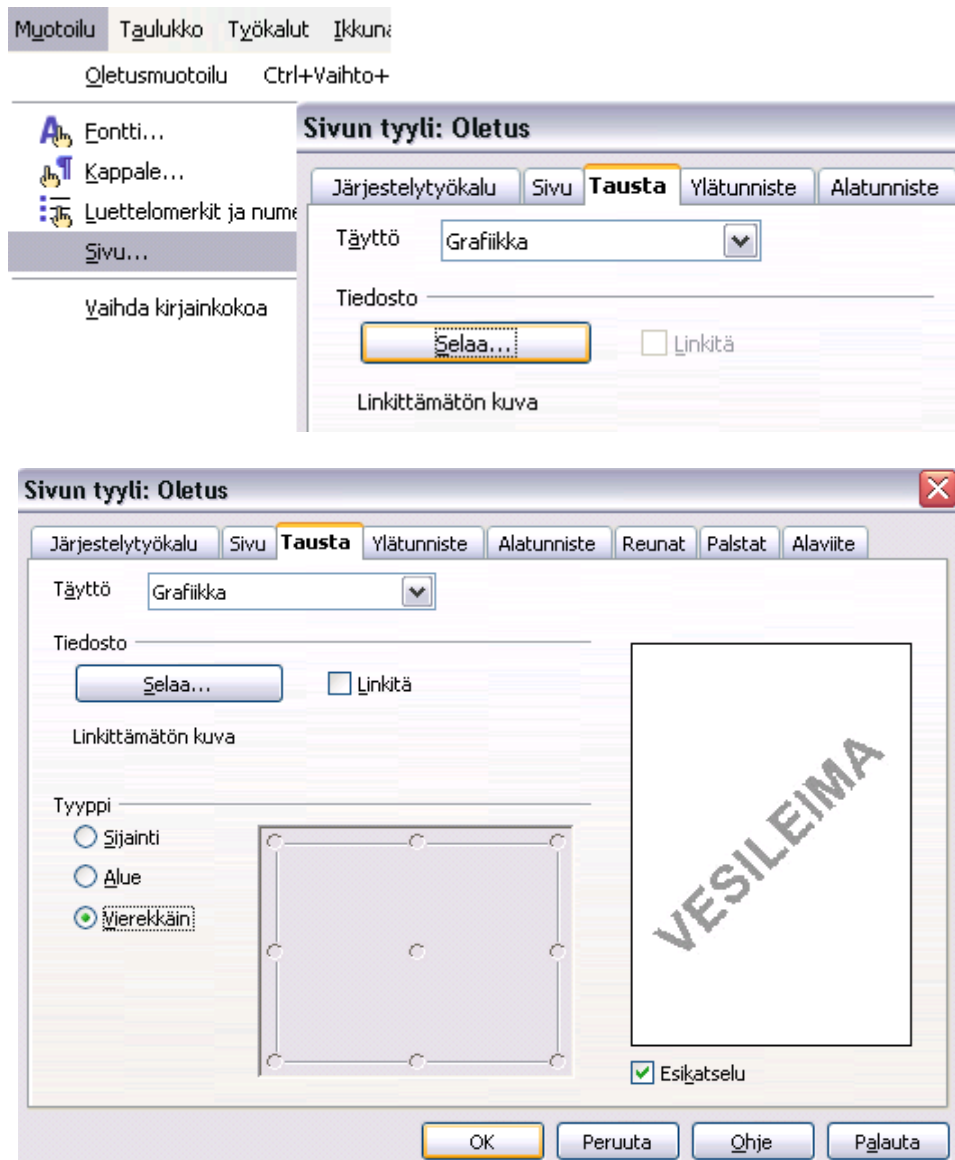 Muotoilu Taulukko Työkalut
Oletusmuotoilu Ctrl+Vaihto+
Fontti...
Kappale...
Luettelomerkit ja nume
Sivu...
Vaihda kirjainkokoa
Sivun tyyli: Oletus
Järjestelytyökalu Sivu Tausta Ylätunniste Alatunniste
Täyttö Grafiikka
Tiedosto
Selaa... Linkitä
Linkittämätön kuva
Sivun tyyli: Oletus
Järjestelytyökalu Sivu Tausta Ylätunniste Alatunniste Reunat Palstat Alaviite
Täyttö Grafiikka
Tiedosto
Selaa... Linkitä
Linkittämätön kuva
Tyyppi
Sijainti
Alue
Vierekkäin
VESILEIMA
Esikatselu
OK Peruuta Ohje Palauta